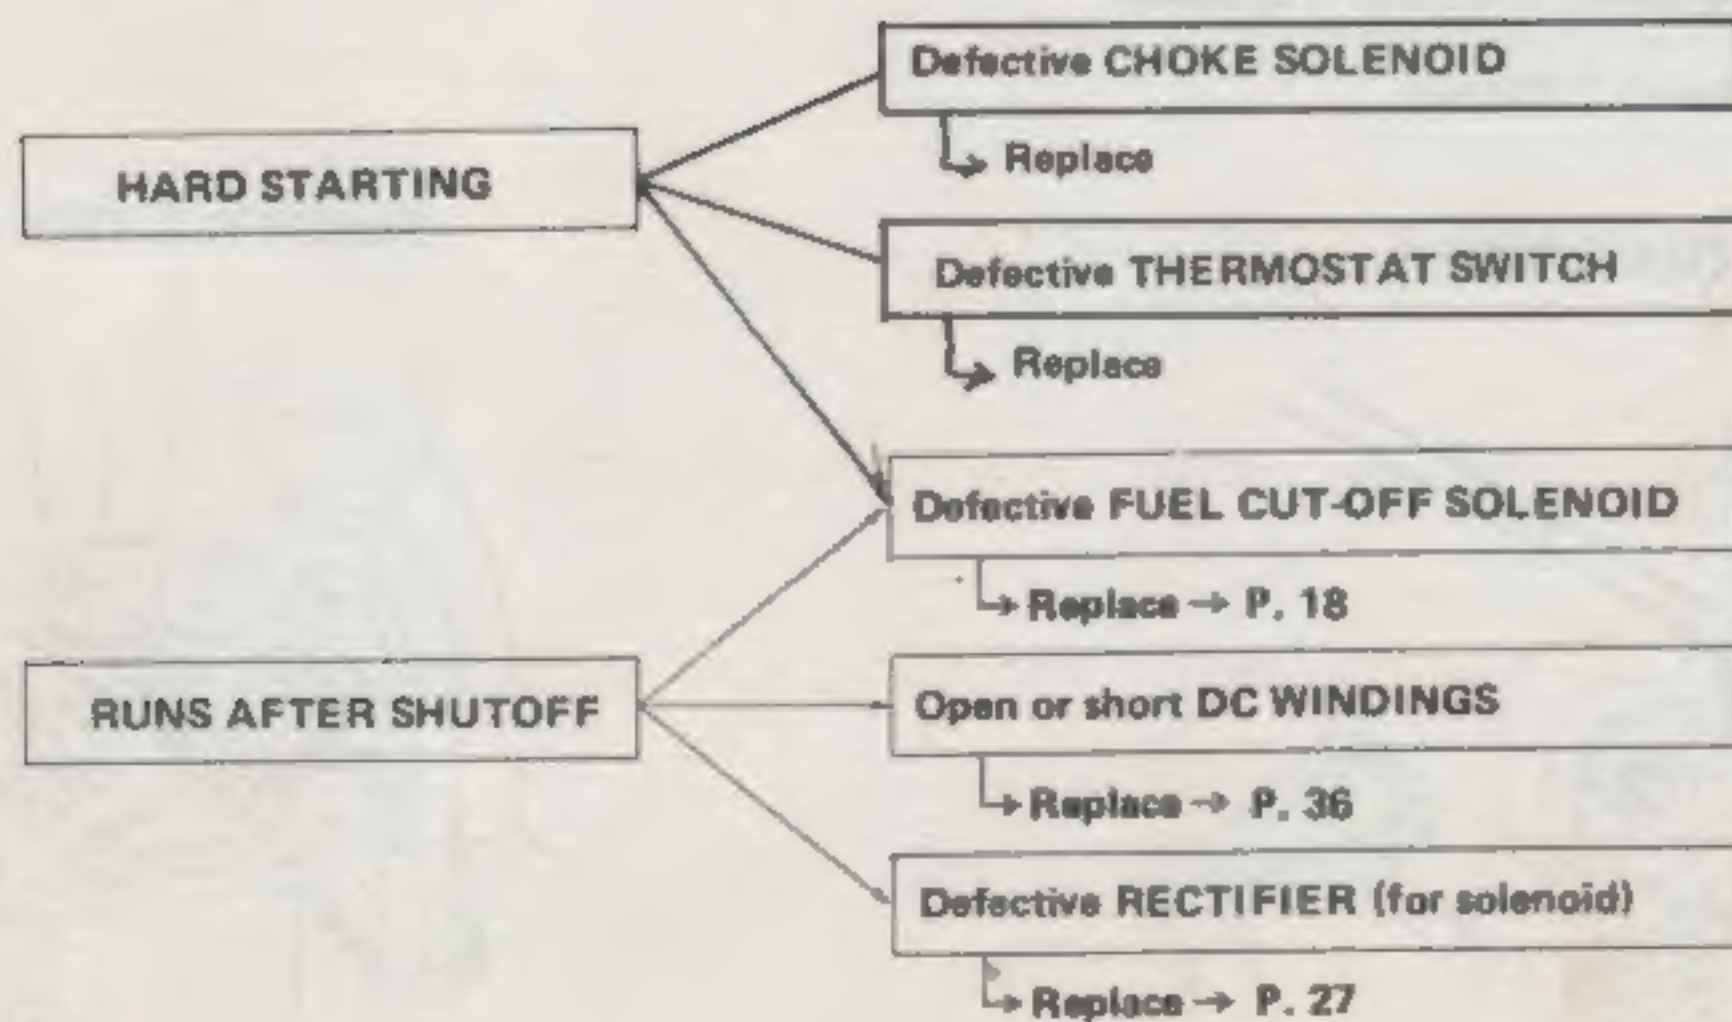 Defective CHOKE SOLENOID
Replace
HARD STARTING
Defective THERMOSTAT SWITCH
Replace
Defective FUEL CUT-OFF SOLENOID
Replace → P. 18
RUNS AFTER SHUTOFF
Open or short DC WINDINGS
Replace → P. 36
Defective RECTIFIER (for solenoid)
Replace → P. 27